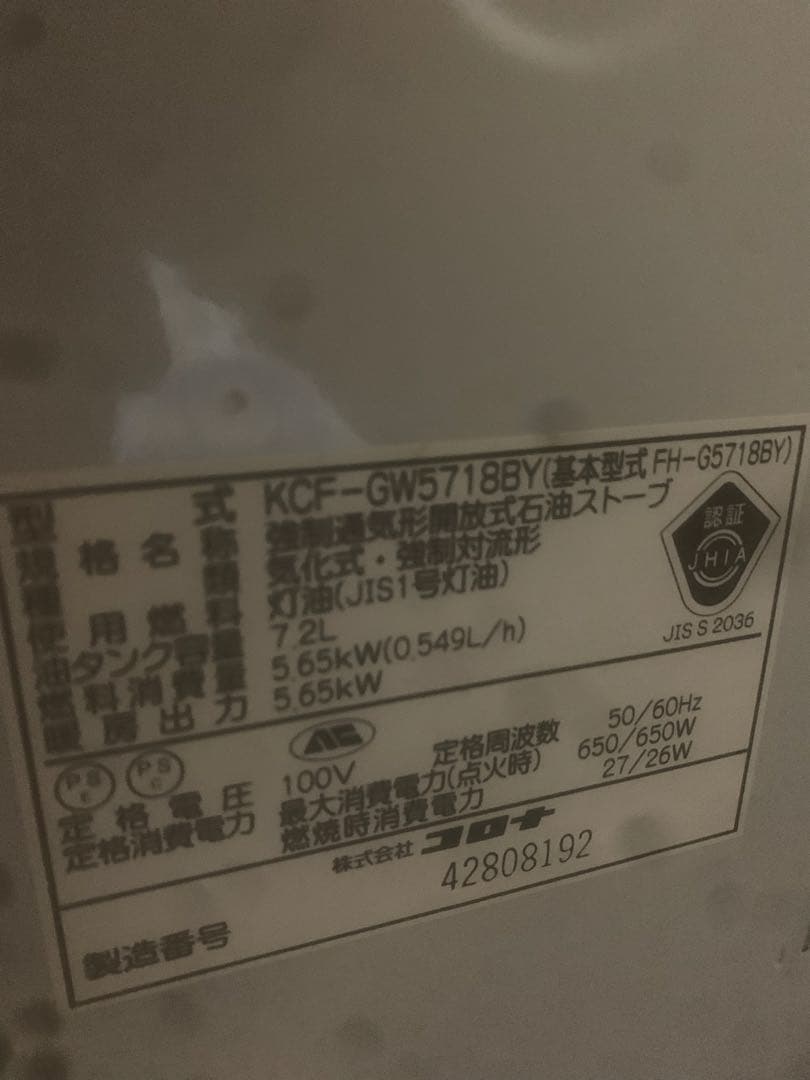 型式 KCF-GW5718BY(基本型式 FH-G5718BY)
規格名称 強制通気形開放式石油ストーブ
種類 気化式・強制対流形
使用燃料 灯油(JIS1号灯油)
油タンク容量 7.2L
燃料消費量 5.65kW(0.549L/h)
暖房出力 5.65kW
認証
JHIA
JIS S 2036
PS E PS C
定格電圧 100V 定格周波数 50/60Hz
定格消費電力 最大消費電力(点火時) 650/650W
燃焼時消費電力 27/26W
株式会社 コロナ
製造番号 42808192